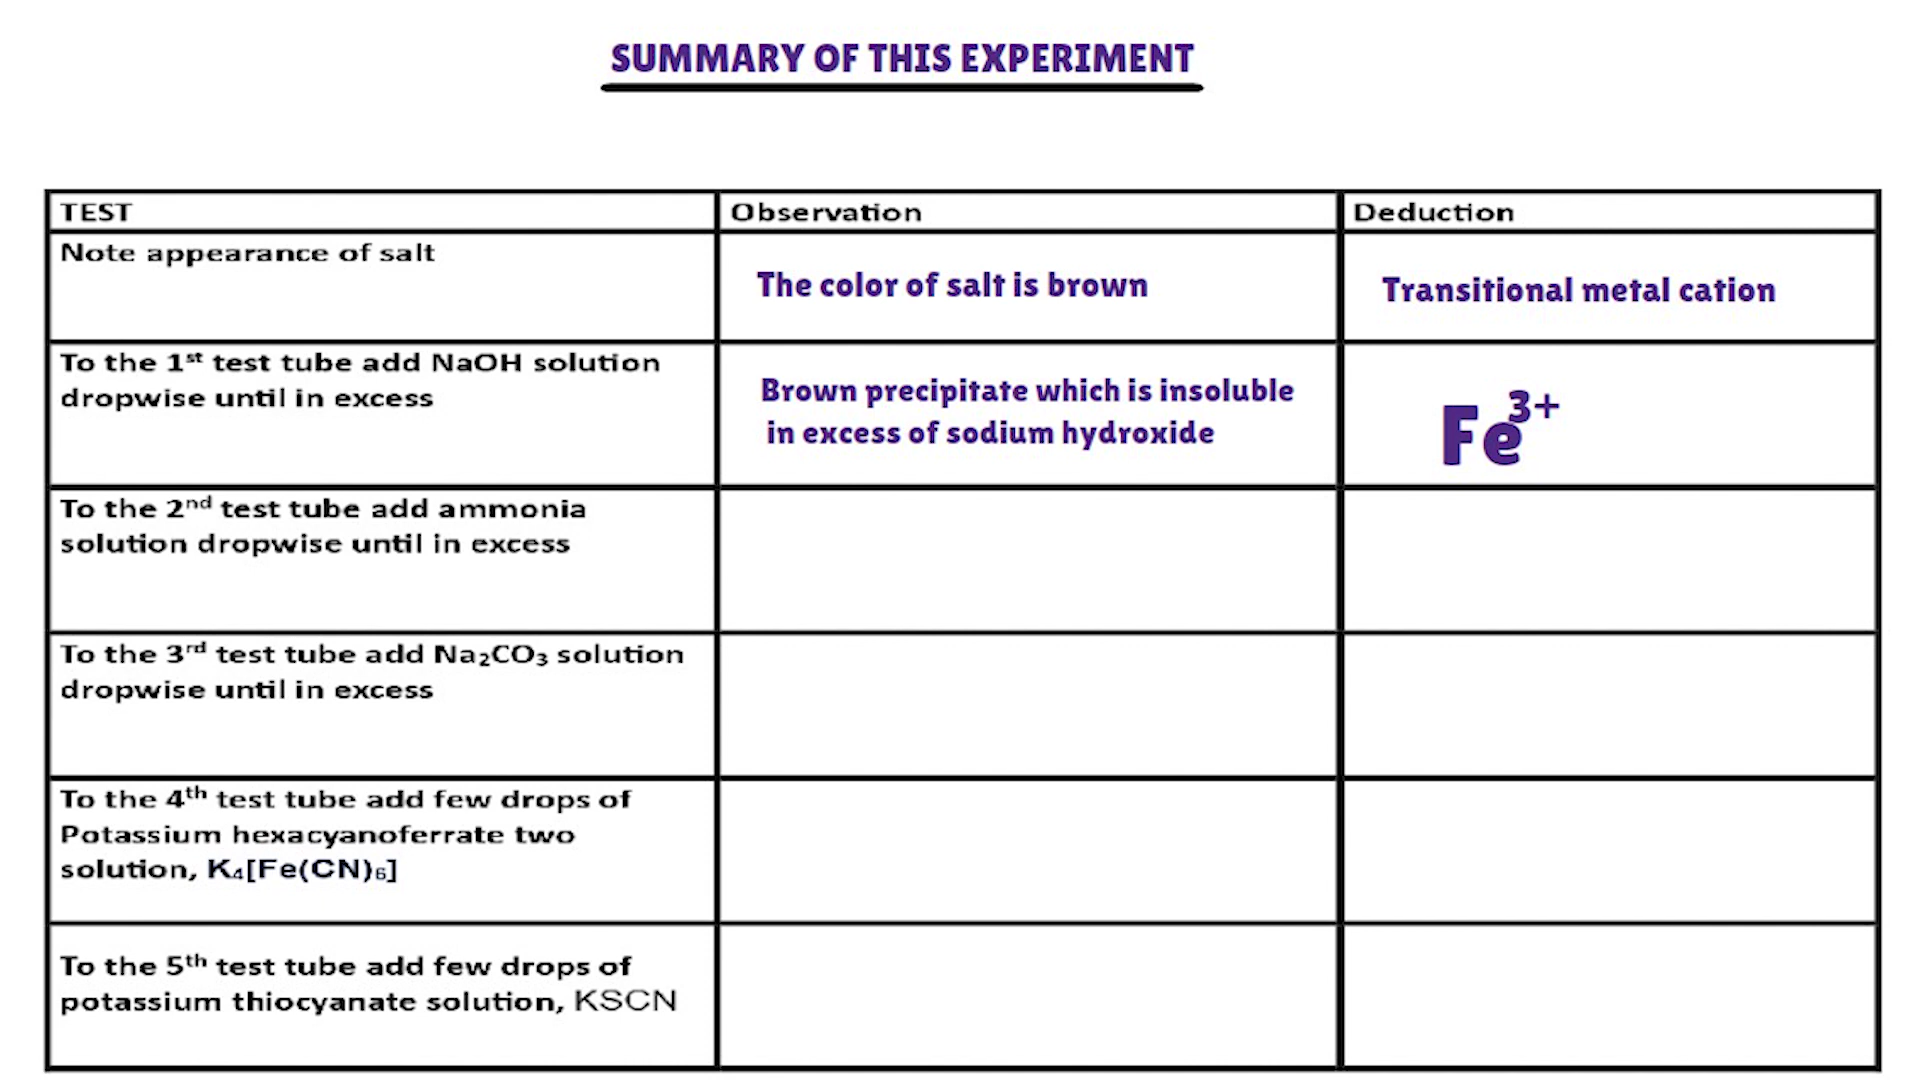 SUMMARY OF THIS EXPERIMENT
TEST
Observation
Deduction
Note appearance of salt
The color of salt is brown
Transitional metal cation
To the 1st test tube add NaOH solution
dropwise until in excess
Brown precipitate which is insoluble
in excess of sodium hydroxide
Fe3+
To the 2nd test tube add ammonia
solution dropwise until in excess
To the 3rd test tube add Na₂CO₃ solution
dropwise until in excess
To the 4th test tube add few drops of
Potassium hexacyanoferrate two
solution, K₄[Fe(CN)₆]
To the 5th test tube add few drops of
potassium thiocyanate solution, KSCN